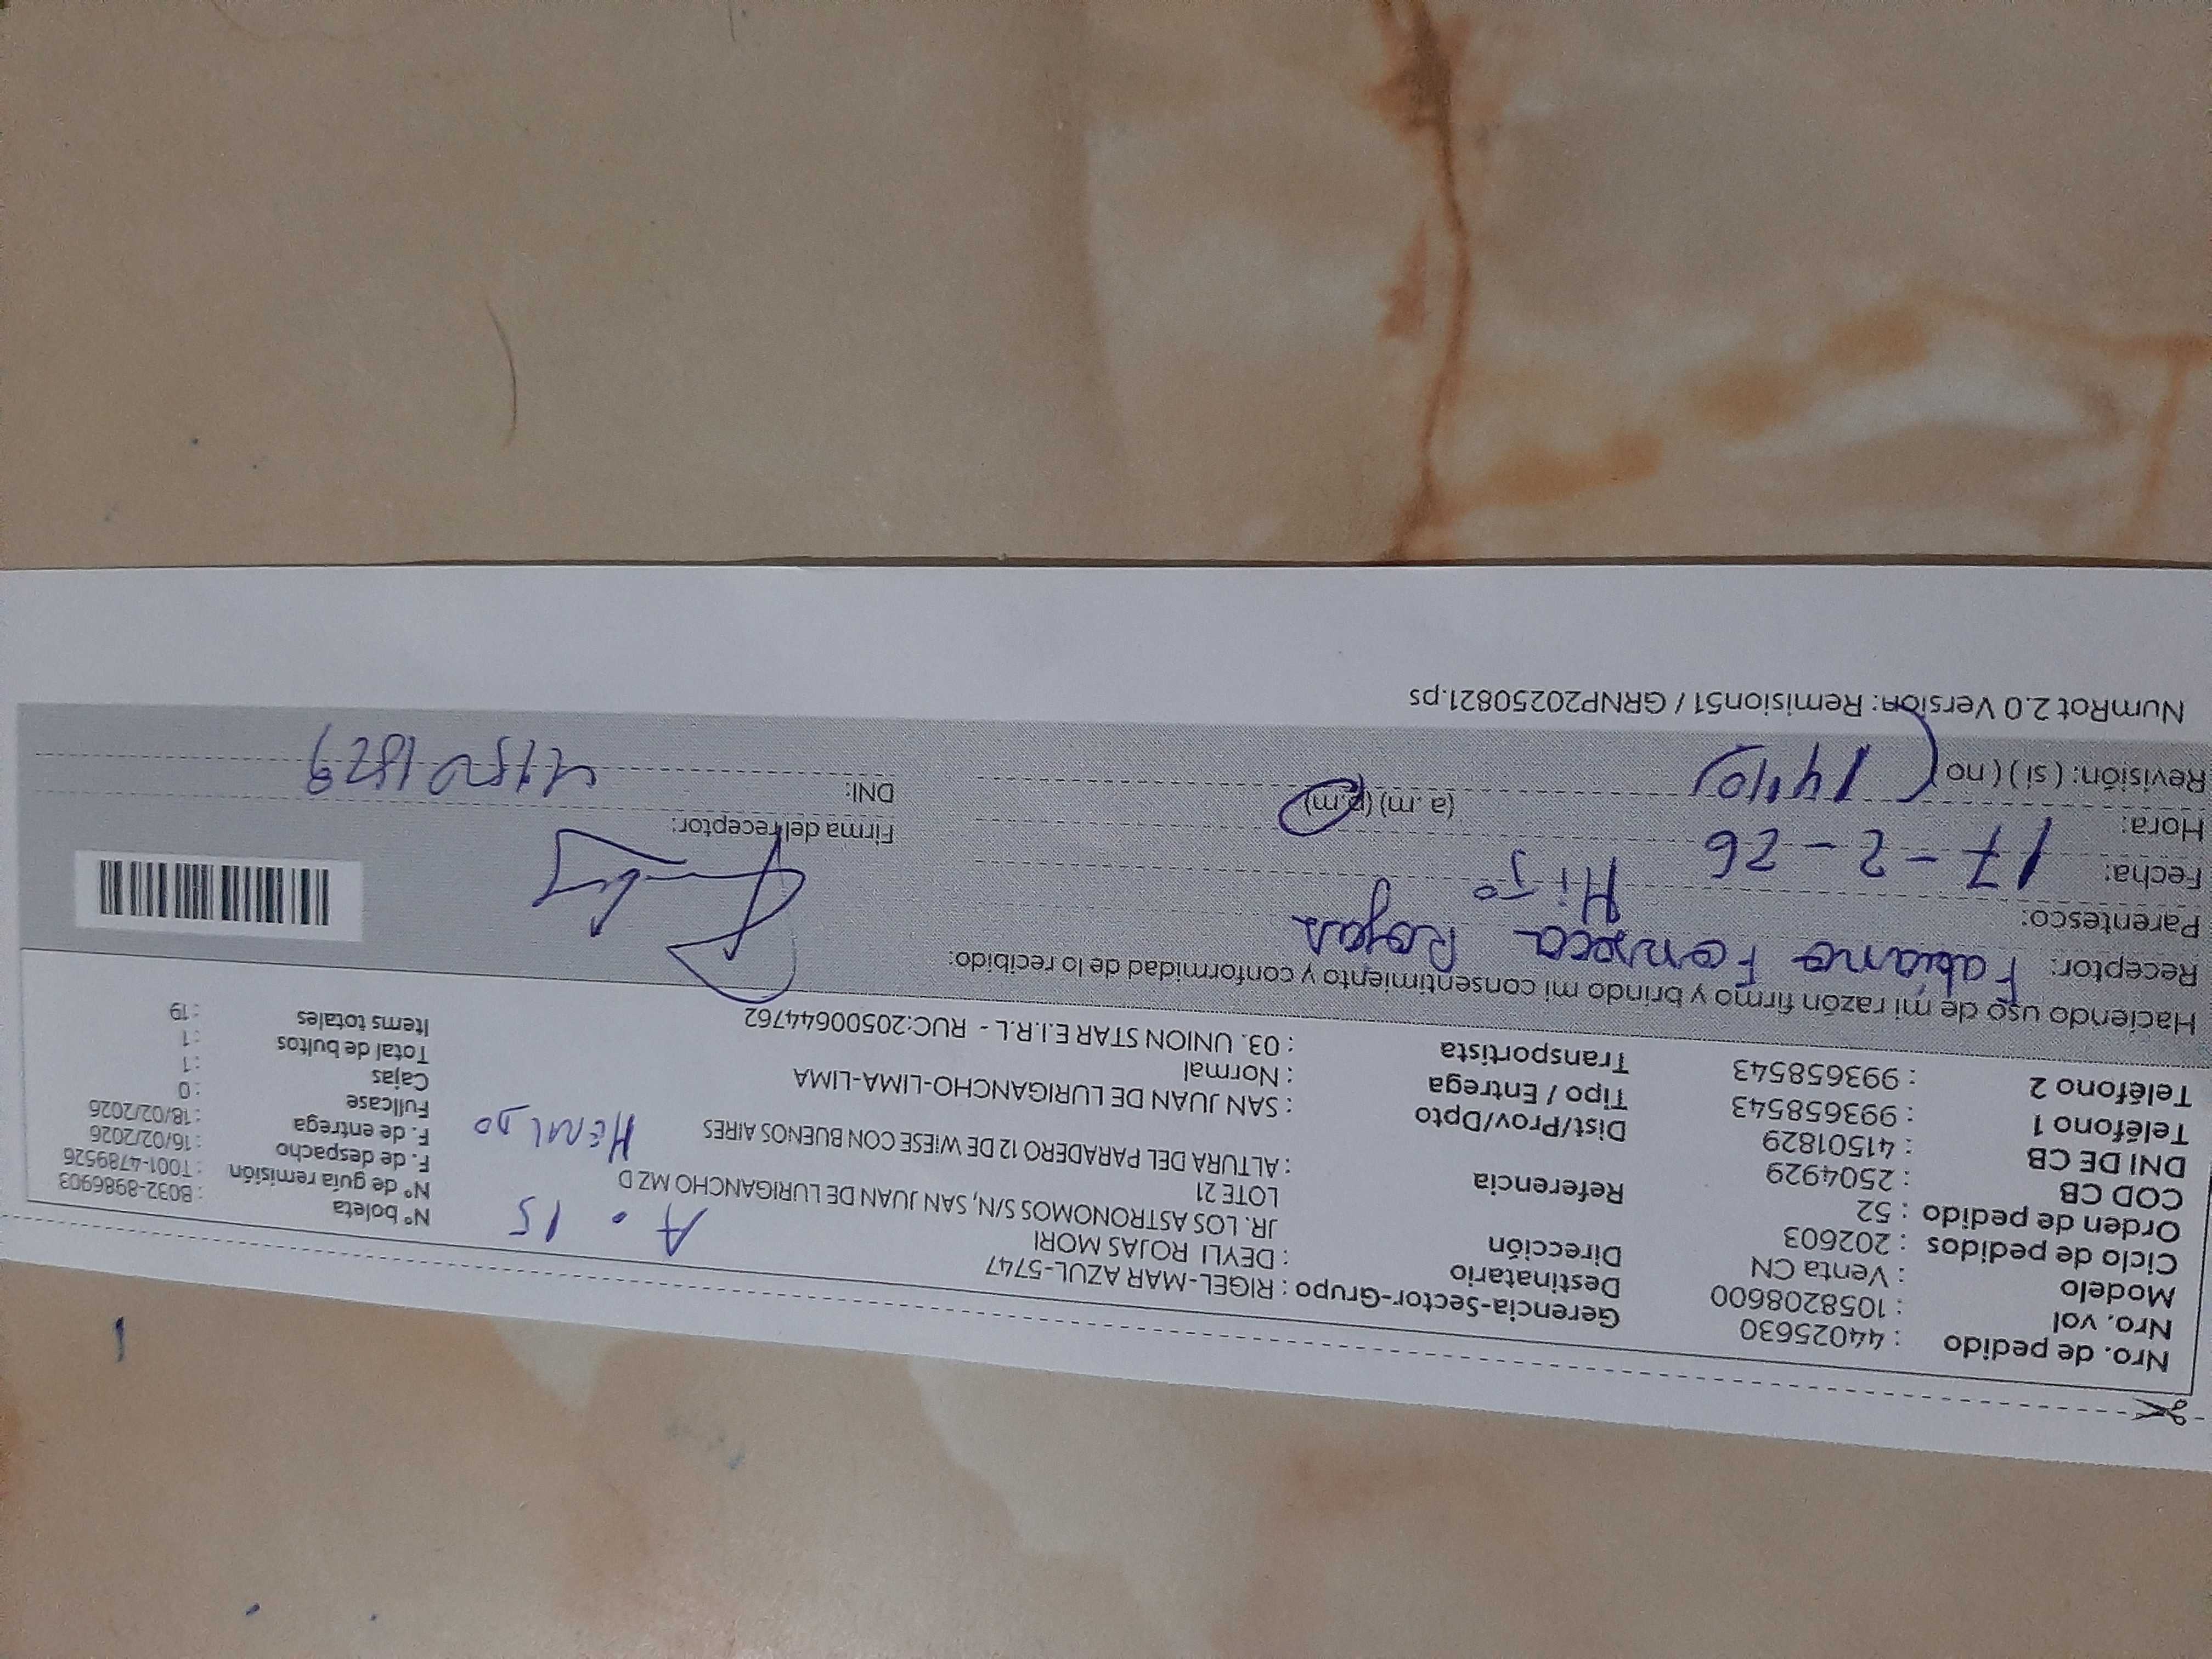 Nro. de pedido : 44025630
Nro. vol : 1058208600
Modelo : Venta CN
Ciclo de pedidos : 202603
Orden de pedido : 52
COD CB : 2504929
DNI DE CB : 41501829
Teléfono 1 : 993658543
Teléfono 2 : 993658543
Gerencia-Sector-Grupo : RIGEL-MAR AZUL-5747
Destinatario : DEYLI ROJAS MORI
Dirección JR. LOS ASTRONOMOS S/N, SAN JUAN DE LURIGANCHO MZ D
LOTE 21
Referencia : ALTURA DEL PARADERO 12 DE WIESE CON BUENOS AIRES
Dist/Prov/Dpto : SAN JUAN DE LURIGANCHO-LIMA-LIMA
Tipo / Entrega : Normal
Transportista : 03. UNION STAR E.I.R.L - RUC:20500644762
A. 15
Nº boleta : B032-8986903
Nº de guía remisión : T001-4789526
F. de despacho : 16/02/2026
F. de entrega : 18/02/2026
Fullcase : 0
Cajas : 1
Total de bultos : 1
Items totales : 19
Haciendo uso de mi razón firmo y brindo mi consentimiento y conformidad de lo recibido:
Receptor: Fabiano Fonseca Rojas
Parentesco: Hijo
Fecha: 17-2-26
Hora: (a.m) (p.m)
Revisión: (si) (no)
Firma del receptor:
DNI: 41501829
NumRot 2.0 Versión: Remision51 / GRNP20250821.ps